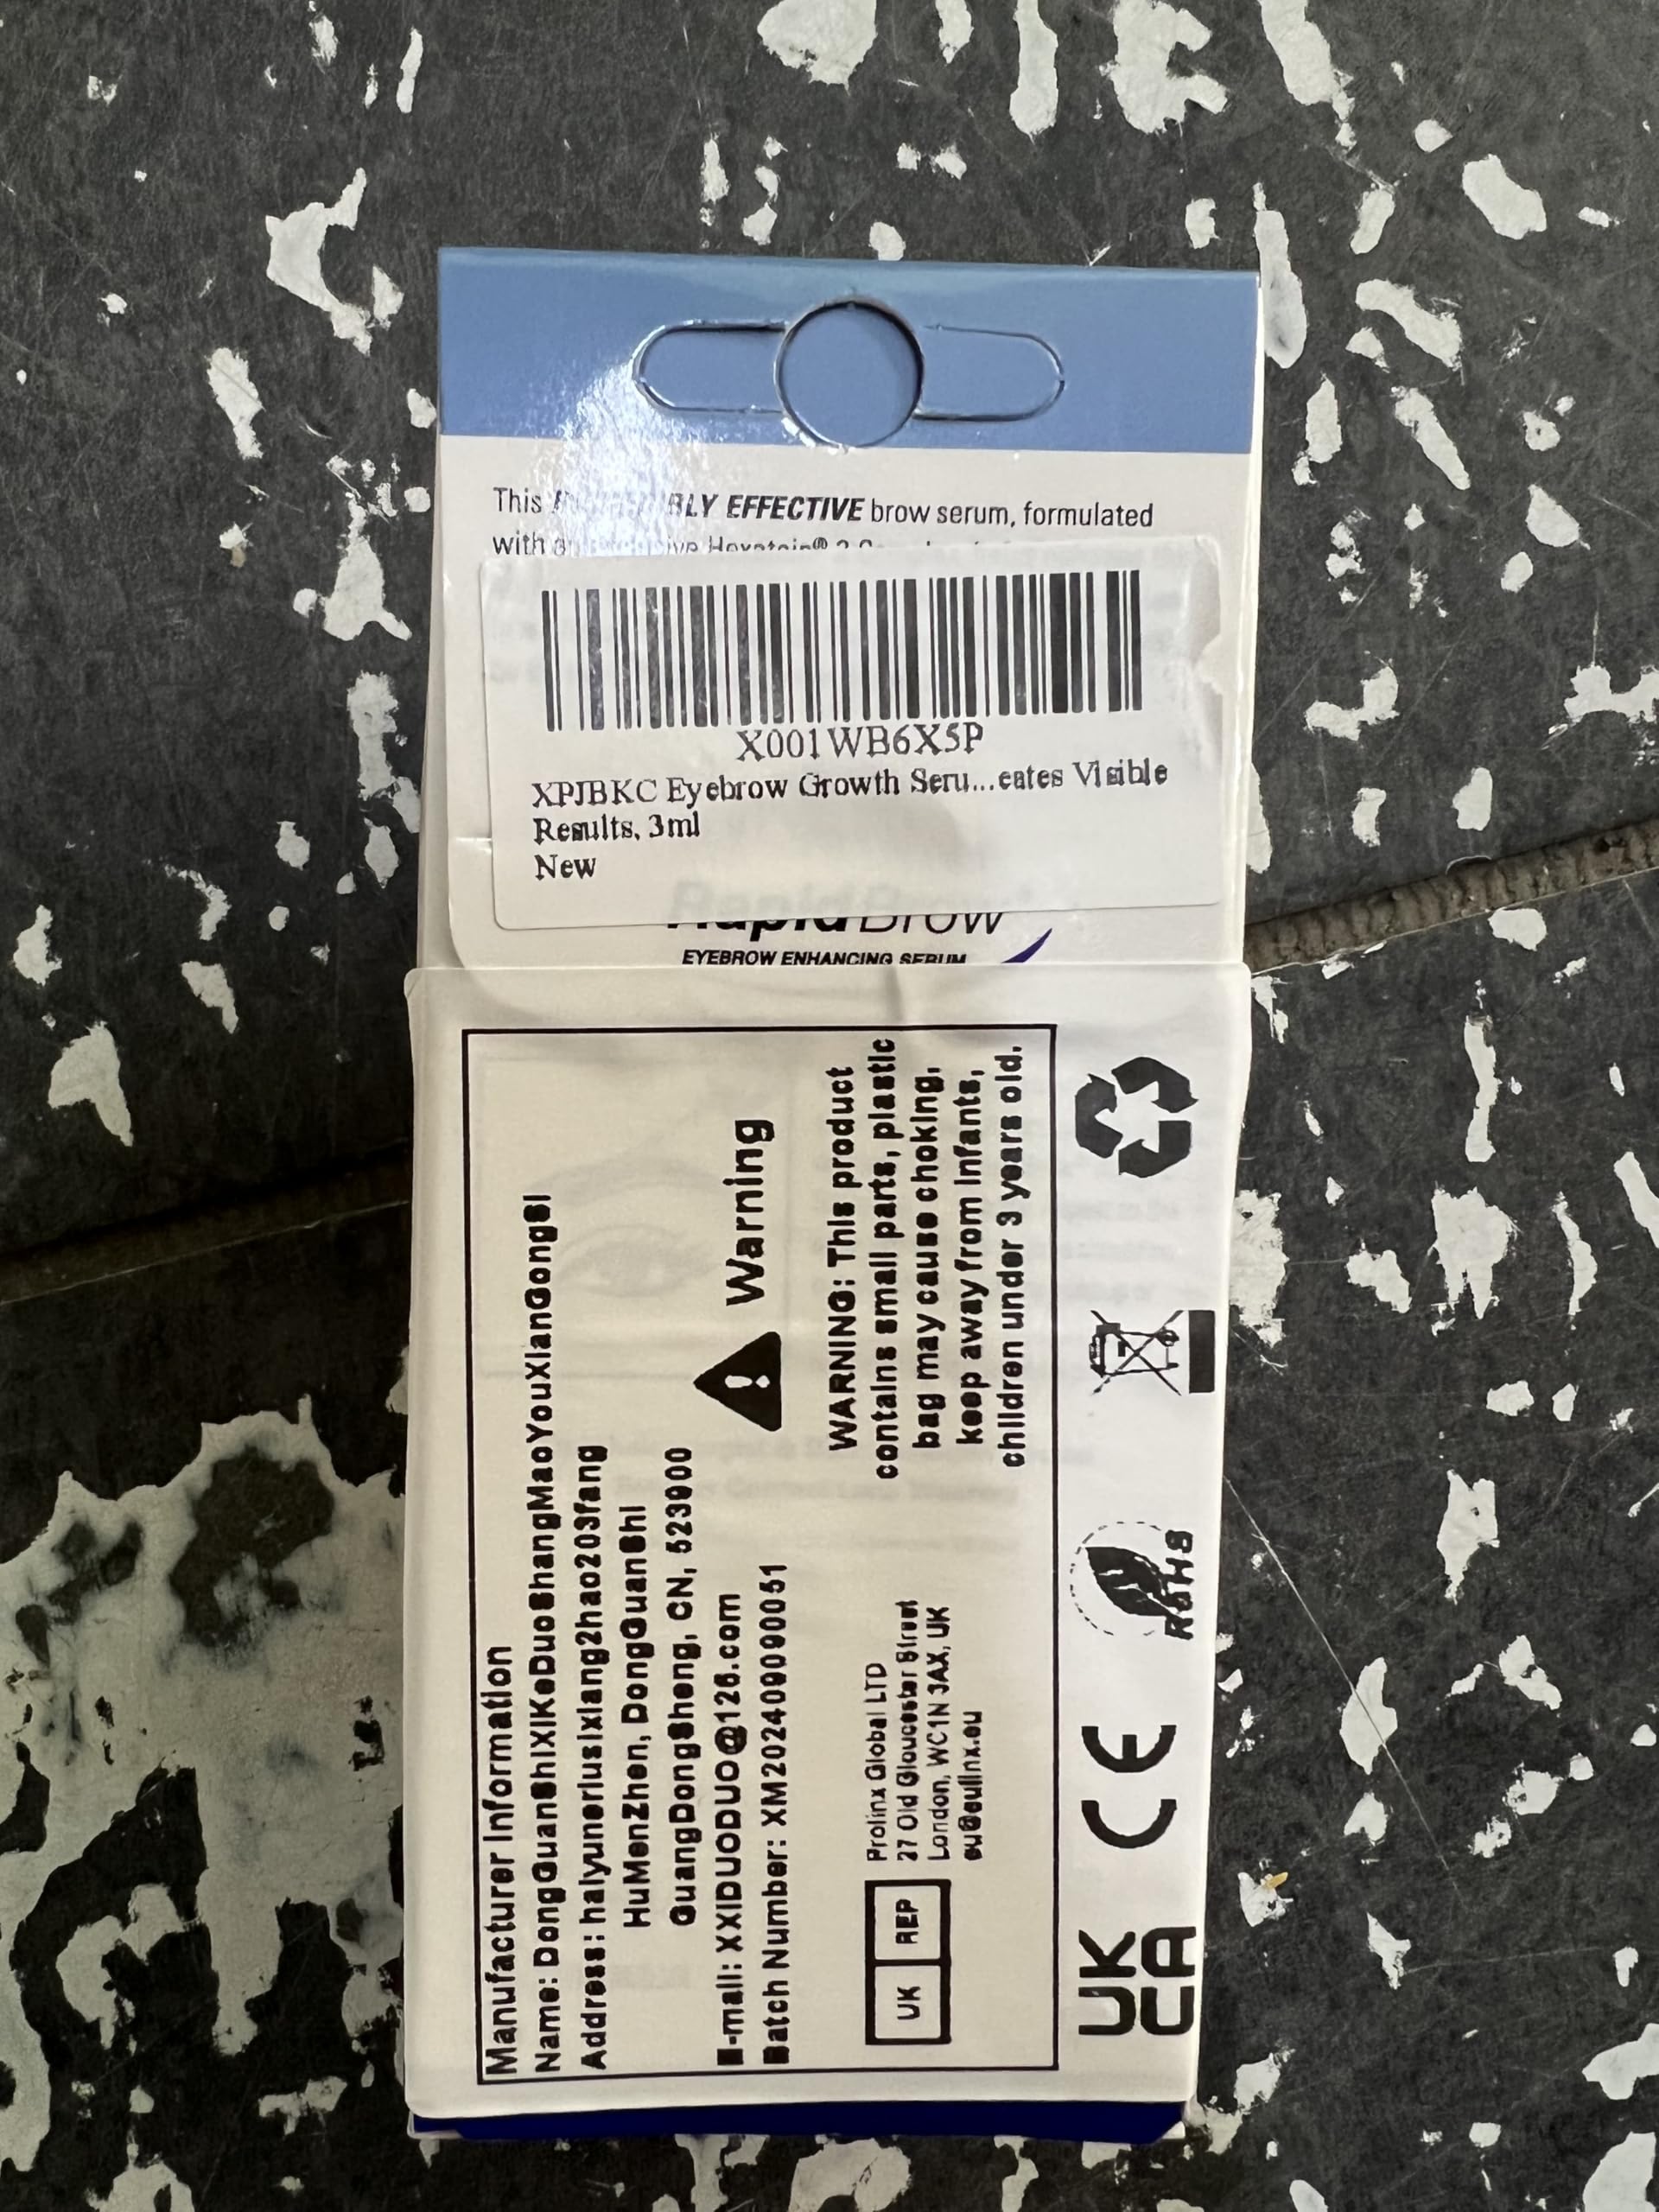 This BLY EFFECTIVE brow serum, formulated
with
X001WB6X5P
XPJBKC Eyebrow Growth Seru...eates Visible
Results, 3ml
New
RapidBrow
EYEBROW ENHANCING SERUM
Manufacturer Information
Name: DongGuanShiXiKeDuoShangMaoYouXianGongSi
Address: haiyunerlusixiang2hao203fang
HuMenZhen, DongGuanShi
GuangDongSheng, CN, 523900
E-mail: XXIDUODUO@126.com
Batch Number: XM202409090051
Warning
WARNING: This product
contains small parts, plastic
bag may cause choking,
keep away from infants,
children under 3 years old.
UK REP
Prolinx Global LTD
27 Old Gloucester Street
London, WC1N 3AX, UK
UK
CA
CE
RoHS